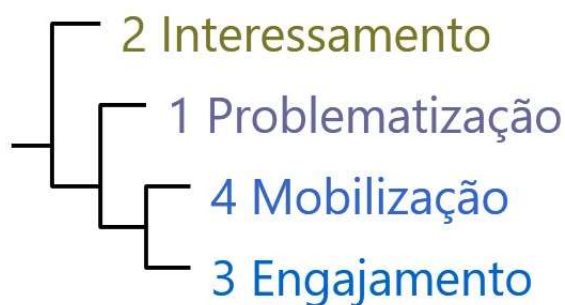 2 Interessamento
1 Problematização
4 Mobilização
3 Engajamento